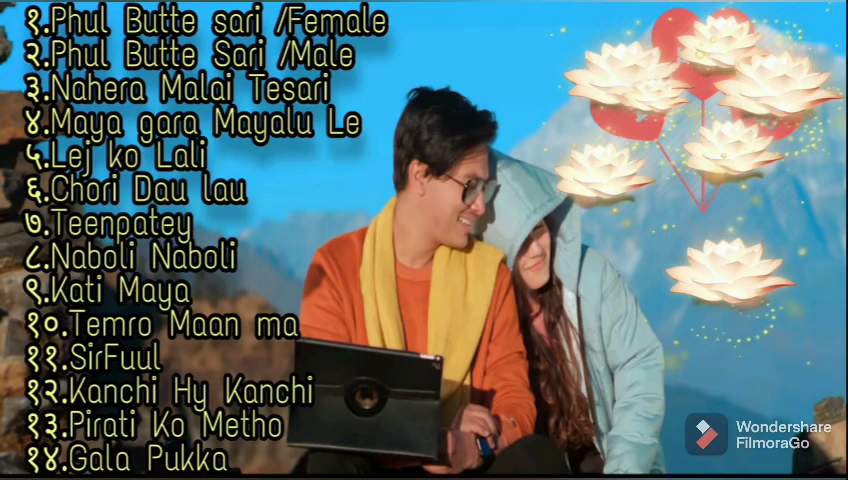 १.Phul Butte sari /Female
२.Phul Butte Sari /Male
३.Nahera Malai Tesari
४.Maya gara Mayalu Le
५.Lej ko Lali
६.Chori Dau lau
७.Teenpatey
८.Naboli Naboli
९.Kati Maya
१०.Temro Maan ma
११.SirFuul
१२.Kanchi Hy Kanchi
१३.Pirati Ko Metho
१४.Gala Pukka
Wondershare
FilmoraGo